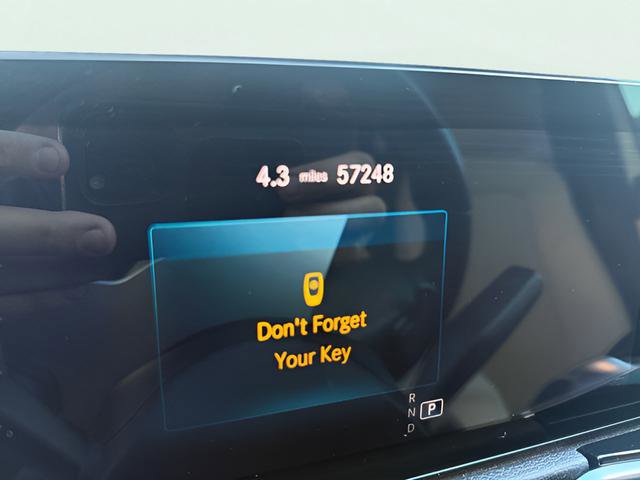 4.3 miles 57248
Don't Forget
Your Key
R
N P
D